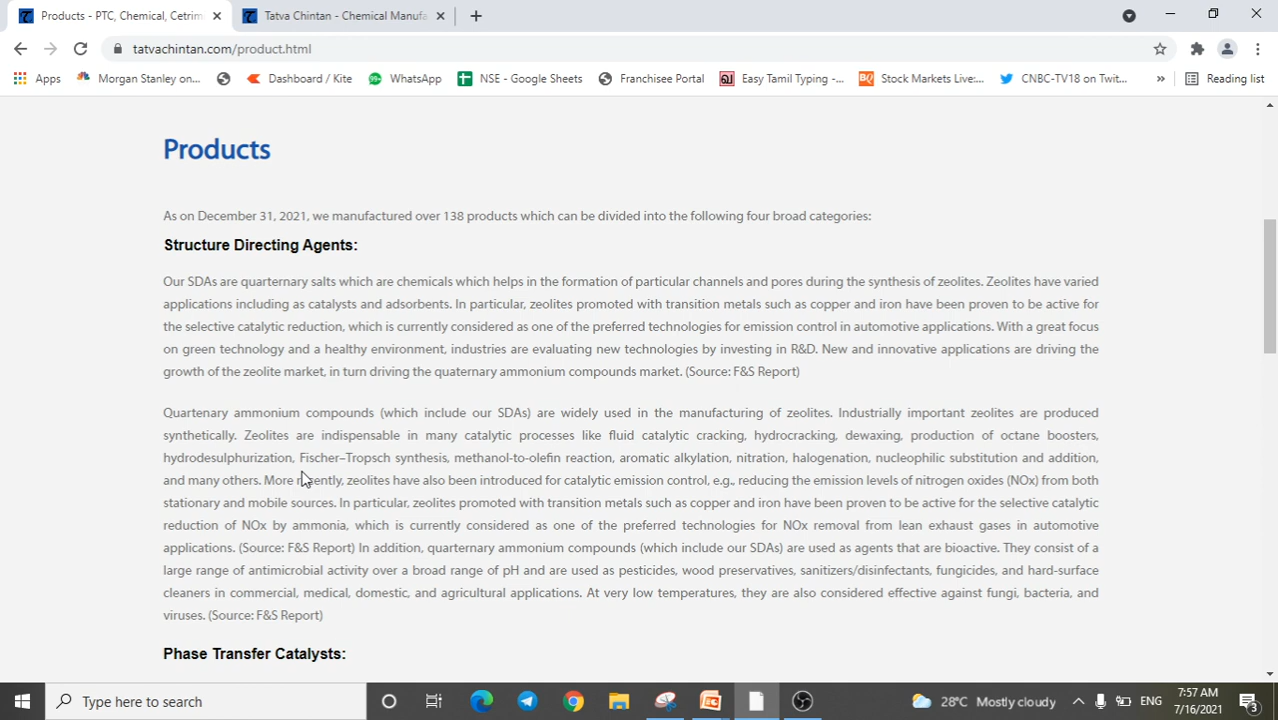 Products - PTC, Chemical, Cetrim
Tatva Chintan - Chemical Manufa
tatvachintan.com/product.html
Apps
Morgan Stanley on...
Dashboard / Kite
99+
WhatsApp
NSE - Google Sheets
Franchisee Portal
Easy Tamil Typing -...
BQ
Stock Markets Live:...
CNBC-TV18 on Twit...
»
Reading list
Products
As on December 31, 2021, we manufactured over 138 products which can be divided into the following four broad categories:
Structure Directing Agents:
Our SDAs are quarternary salts which are chemicals which helps in the formation of particular channels and pores during the synthesis of zeolites. Zeolites have varied
applications including as catalysts and adsorbents. In particular, zeolites promoted with transition metals such as copper and iron have been proven to be active for
the selective catalytic reduction, which is currently considered as one of the preferred technologies for emission control in automotive applications. With a great focus
on green technology and a healthy environment, industries are evaluating new technologies by investing in R&D. New and innovative applications are driving the
growth of the zeolite market, in turn driving the quaternary ammonium compounds market. (Source: F&S Report)
Quartenary ammonium compounds (which include our SDAs) are widely used in the manufacturing of zeolites. Industrially important zeolites are produced
synthetically. Zeolites are indispensable in many catalytic processes like fluid catalytic cracking, hydrocracking, dewaxing, production of octane boosters,
hydrodesulphurization, Fischer–Tropsch synthesis, methanol-to-olefin reaction, aromatic alkylation, nitration, halogenation, nucleophilic substitution and addition,
and many others. More recently, zeolites have also been introduced for catalytic emission control, e.g., reducing the emission levels of nitrogen oxides (NOx) from both
stationary and mobile sources. In particular, zeolites promoted with transition metals such as copper and iron have been proven to be active for the selective catalytic
reduction of NOx by ammonia, which is currently considered as one of the preferred technologies for NOx removal from lean exhaust gases in automotive
applications. (Source: F&S Report) In addition, quarternary ammonium compounds (which include our SDAs) are used as agents that are bioactive. They consist of a
large range of antimicrobial activity over a broad range of pH and are used as pesticides, wood preservatives, sanitizers/disinfectants, fungicides, and hard-surface
cleaners in commercial, medical, domestic, and agricultural applications. At very low temperatures, they are also considered effective against fungi, bacteria, and
viruses. (Source: F&S Report)
Phase Transfer Catalysts:
Type here to search
28°C Mostly cloudy
ENG
7:57 AM
7/16/2021
3